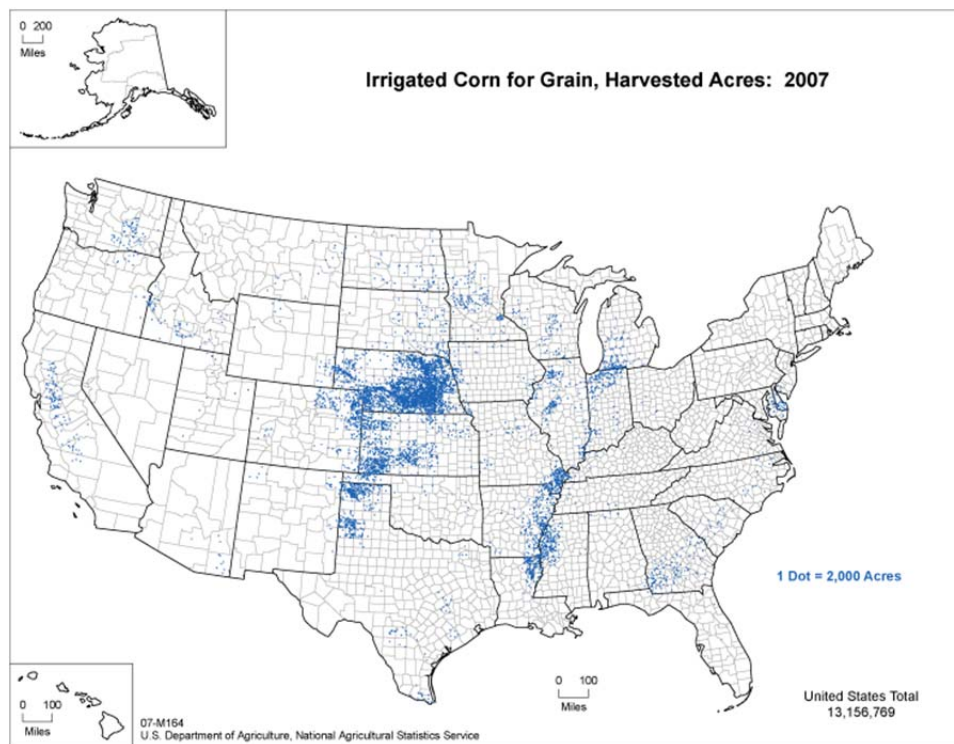 0 200
Miles
Irrigated Corn for Grain, Harvested Acres: 2007
1 Dot = 2,000 Acres
0 100
Miles
0 100
Miles
07-M164
U.S. Department of Agriculture, National Agricultural Statistics Service
United States Total
13,156,769